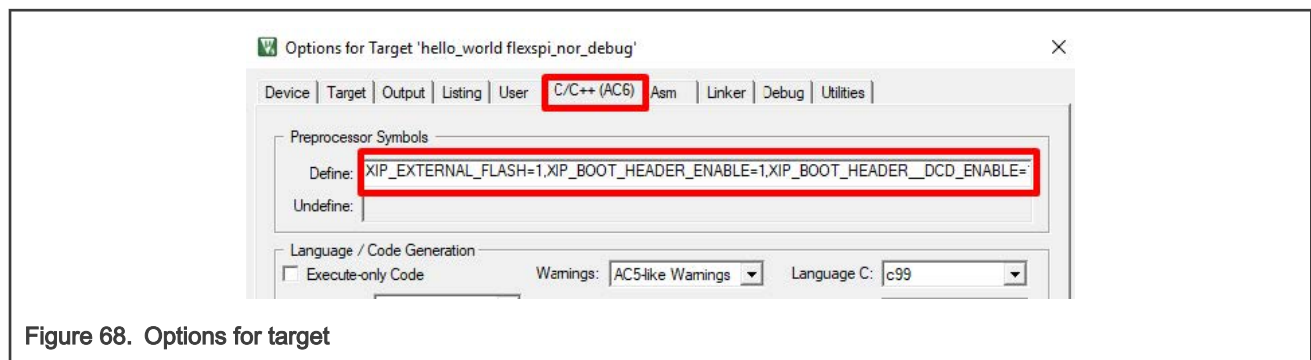 Options for Target 'hello_world flexspi_nor_debug'
Device Target Output Listing User C/C++ (AC6) Asm Linker Debug Utilities
Preprocessor Symbols
Define: XIP_EXTERNAL_FLASH=1,XIP_BOOT_HEADER_ENABLE=1,XIP_BOOT_HEADER__DCD_ENABLE=
Undefine:
Language / Code Generation
Execute-only Code Warnings: AC5-like Warnings Language C: c99
Figure 68. Options for target